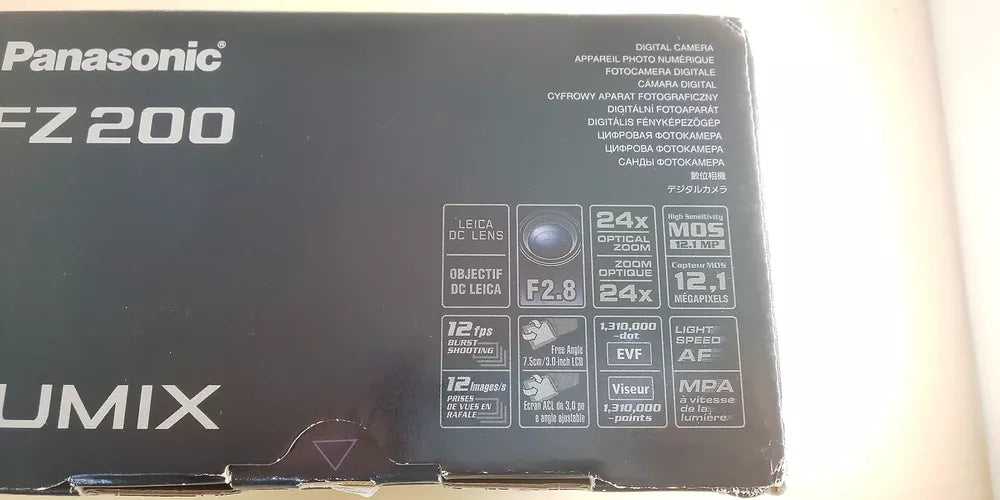 Panasonic®
FZ200
UMIX
DIGITAL CAMERA
APPAREIL PHOTO NUMÉRIQUE
FOTOCAMERA DIGITALE
CÁMARA DIGITAL
CYFROWY APARAT FOTOGRAFICZNY
DIGITÁLNÍ FOTOAPARÁT
DIGITÁLIS FÉNYKÉPEZŐGÉP
ЦИФРОВАЯ ФОТОКАМЕРА
ЦИФРОВА ФОТОКАМЕРА
САНДЫ ФОТОКАМЕРА
數位相機
デジタルカメラ
LEICA
DC LENS
OBJECTIF
DC LEICA
F2.8
24x
OPTICAL
ZOOM
ZOOM
OPTIQUE
24x
High Sensitivity
MOS
12.1 MP
Capteur MOS
12,1
MÉGAPIXELS
12 fps
BURST
SHOOTING
12 Images/s
PRISES
DE VUES EN
RAFALE
Free Angle
7.5cm/3.0-inch LCD
Écran ACL de 3,0 po
à angle ajustable
1,310,000
-dot
EVF
Viseur
1,310,000
-points
LIGHT
SPEED
AF
MPA
à vitesse
de la
lumière